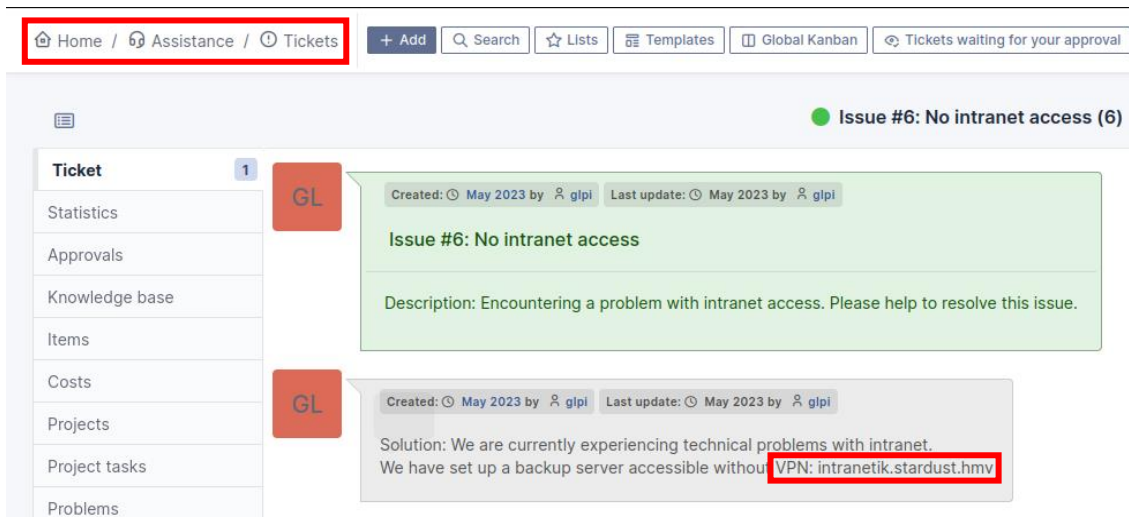 Home / Assistance / Tickets
+ Add
Search
Lists
Templates
Global Kanban
Tickets waiting for your approval
Issue #6: No intranet access (6)
Ticket 1
Statistics
Approvals
Knowledge base
Items
Costs
Projects
Project tasks
Problems
GL
Created: May 2023 by glpi Last update: May 2023 by glpi
Issue #6: No intranet access
Description: Encountering a problem with intranet access. Please help to resolve this issue.
GL
Created: May 2023 by glpi Last update: May 2023 by glpi
Solution: We are currently experiencing technical problems with intranet.
We have set up a backup server accessible without VPN: intranetik.stardust.hmv